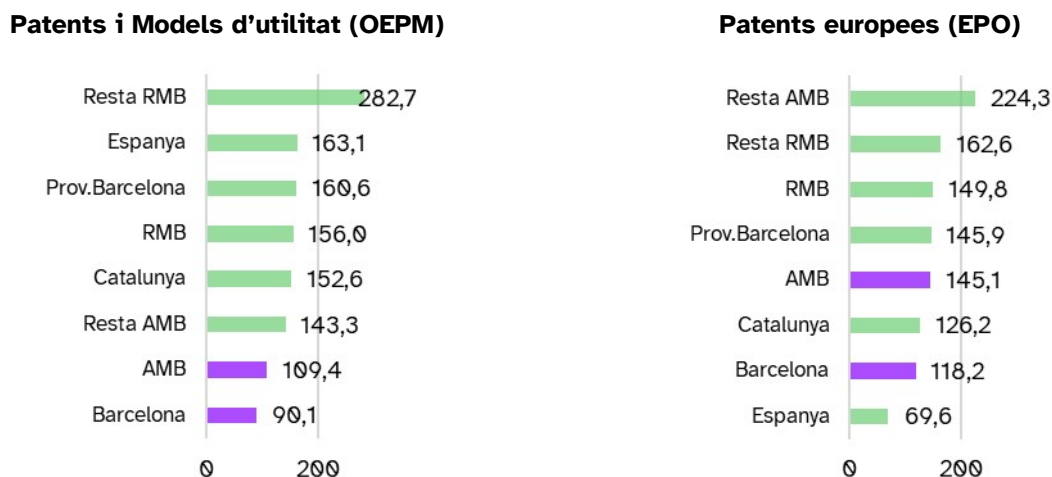 Patents i Models d’utilitat (OEPM)
Resta RMB 282,7
Espanya 163,1
Prov.Barcelona 160,6
RMB 156,0
Catalunya 152,6
Resta AMB 143,3
AMB 109,4
Barcelona 90,1
0 200
Patents europees (EPO)
Resta AMB 224,3
Resta RMB 162,6
RMB 149,8
Prov.Barcelona 145,9
AMB 145,1
Catalunya 126,2
Barcelona 118,2
Espanya 69,6
0 200